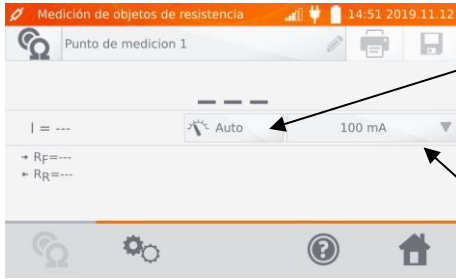 Medición de objetos de resistencia 14:51 2019.11.12
Punto de medicion 1
---
I = --- Auto 100 mA
→ RF=---
← RR=---